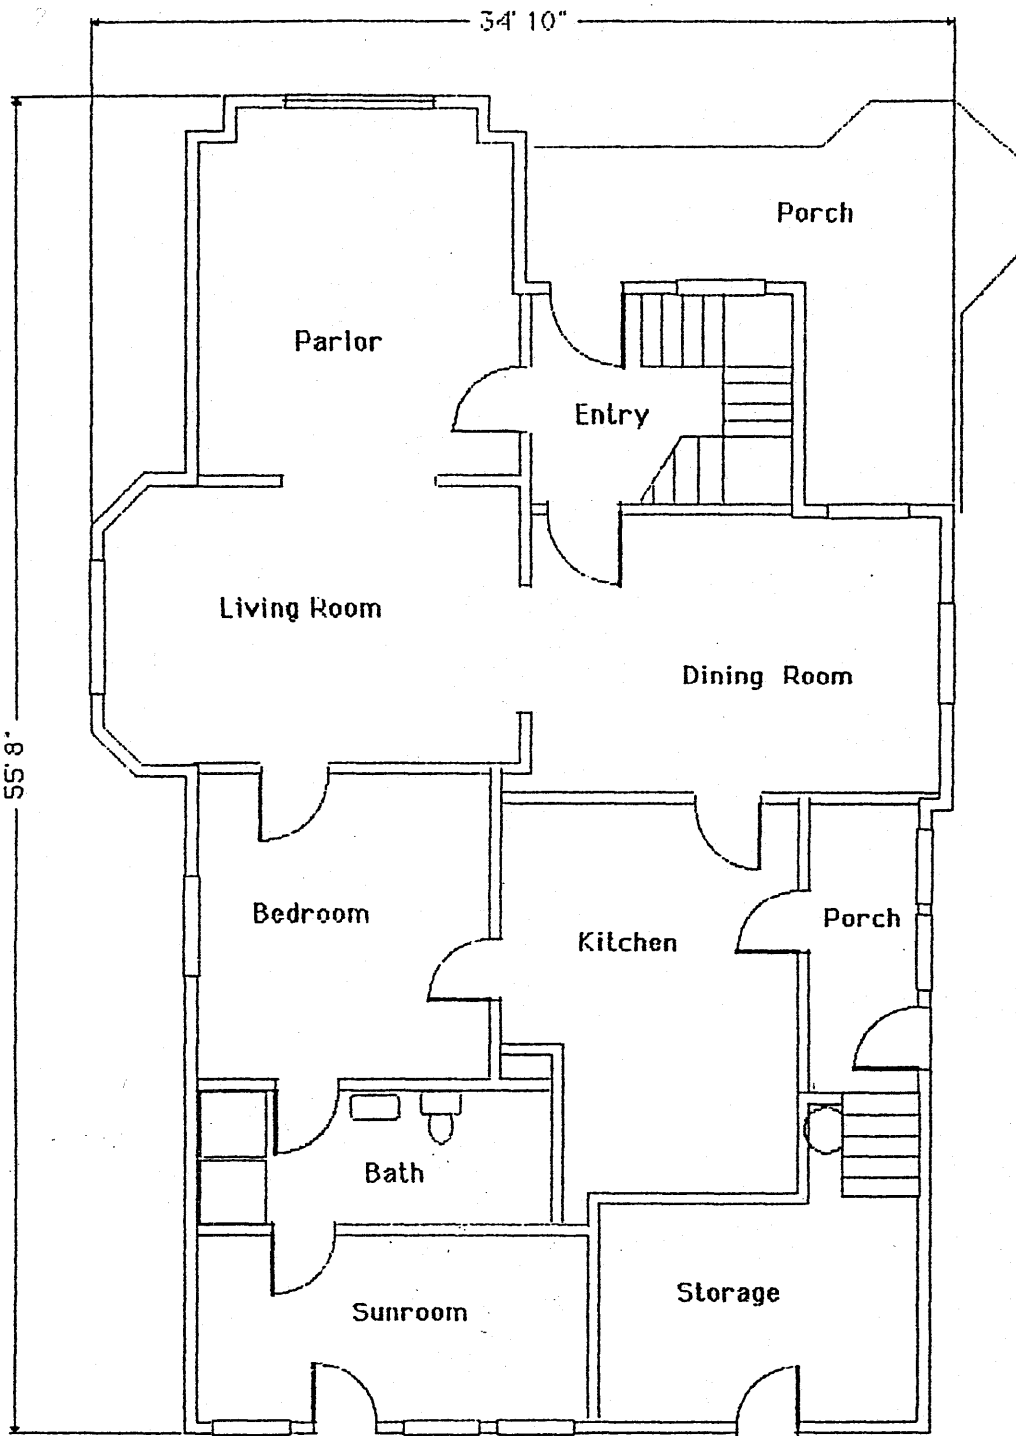 34' 10"
Porch
Parlor
Entry
Living Room
Dining Room
55' 8"
Bedroom
Porch
Kitchen
Bath
Storage
Sunroom